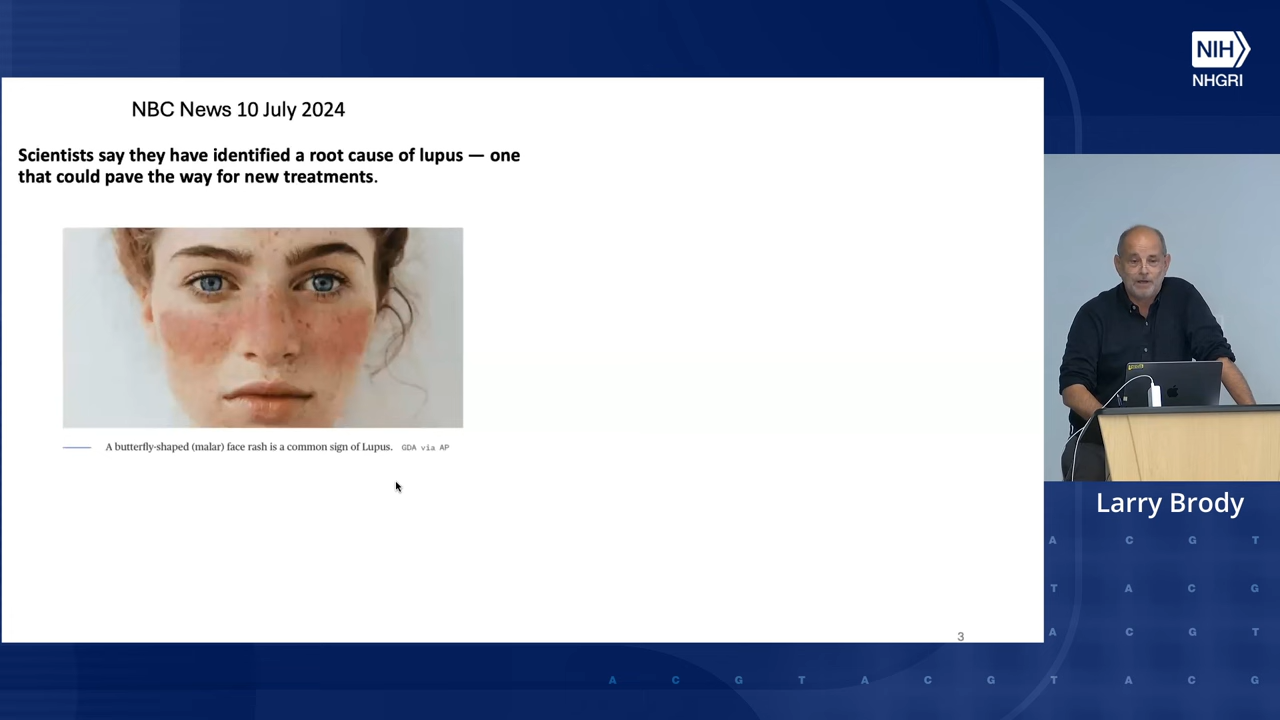 NIH
NHGRI
NBC News 10 July 2024
Scientists say they have identified a root cause of lupus — one
that could pave the way for new treatments.
A butterfly-shaped (malar) face rash is a common sign of Lupus. GDA via AP
3
Larry Brody
A C G T
T A C G
A C G T
A C G T A C G T A C G